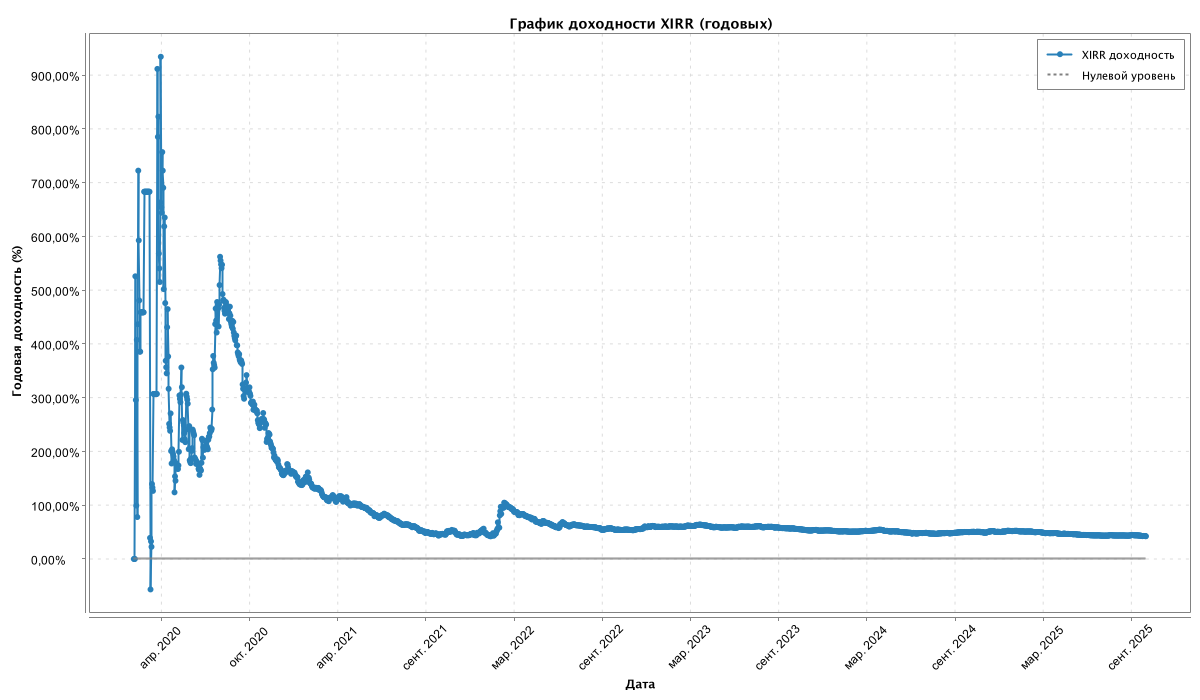 График доходности XIRR (годовых)
XIRR доходность
Нулевой уровень
900,00%
800,00%
700,00%
600,00%
500,00%
400,00%
300,00%
200,00%
100,00%
0,00%
Годовая доходность (%)
апр. 2020
окт. 2020
апр. 2021
сент. 2021
мар. 2022
сент. 2022
мар. 2023
сент. 2023
мар. 2024
сент. 2024
мар. 2025
сент. 2025
Дата